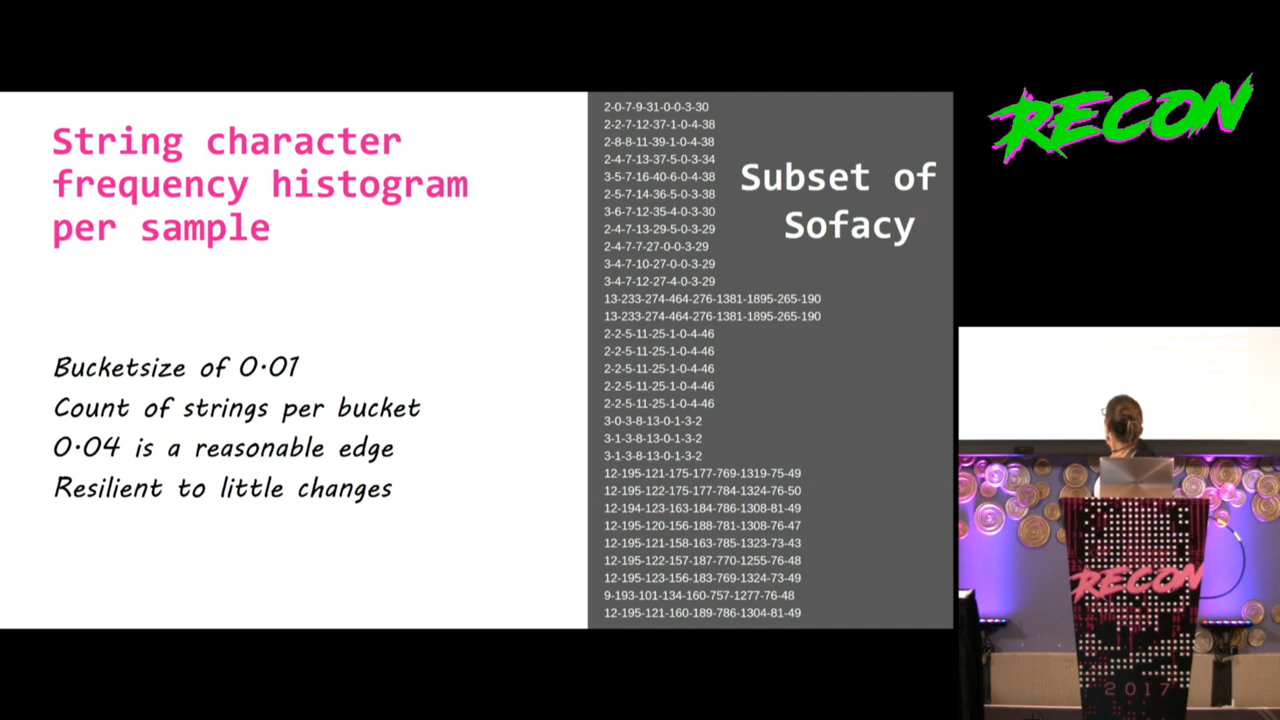 String character
frequency histogram
per sample
Bucketsize of 0.01
Count of strings per bucket
0.04 is a reasonable edge
Resilient to little changes
2-0-7-9-31-0-0-3-30
2-2-7-12-37-1-0-4-38
2-8-8-11-39-1-0-4-38
2-4-7-13-37-5-0-3-34
3-5-7-16-40-6-0-4-38
2-5-7-14-36-5-0-3-38
3-6-7-12-35-4-0-3-30
2-4-7-13-29-5-0-3-29
2-4-7-7-27-0-0-3-29
3-4-7-10-27-0-0-3-29
3-4-7-12-27-4-0-3-29
13-233-274-464-276-1381-1895-265-190
13-233-274-464-276-1381-1895-265-190
2-2-5-11-25-1-0-4-46
2-2-5-11-25-1-0-4-46
2-2-5-11-25-1-0-4-46
2-2-5-11-25-1-0-4-46
2-2-5-11-25-1-0-4-46
3-0-3-8-13-0-1-3-2
3-1-3-8-13-0-1-3-2
3-1-3-8-13-0-1-3-2
12-195-121-175-177-769-1319-75-49
12-195-122-175-177-784-1324-76-50
12-194-123-163-184-786-1308-81-49
12-195-120-156-188-781-1308-76-47
12-195-121-158-163-785-1323-73-43
12-195-122-157-187-770-1255-76-48
12-195-123-156-183-769-1324-73-49
9-193-101-134-160-757-1277-76-48
12-195-121-160-189-786-1304-81-49
Subset of
Sofacy
RECON
RECON
2017